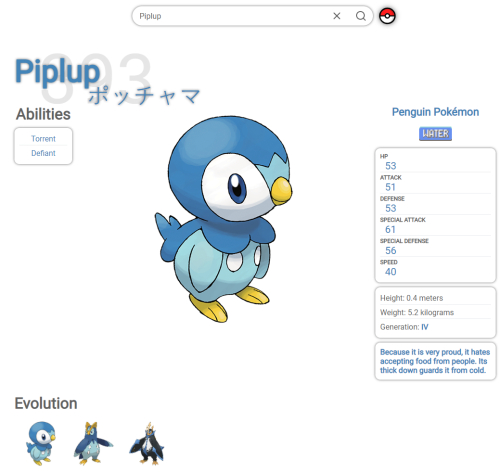 Piplup
393
Piplup
ポッチャマ
Abilities
Torrent
Defiant
Penguin Pokémon
WATER
HP
53
ATTACK
51
DEFENSE
53
SPECIAL ATTACK
61
SPECIAL DEFENSE
56
SPEED
40
Height: 0.4 meters
Weight: 5.2 kilograms
Generation: IV
Because it is very proud, it hates
accepting food from people. Its
thick down guards it from cold.
Evolution